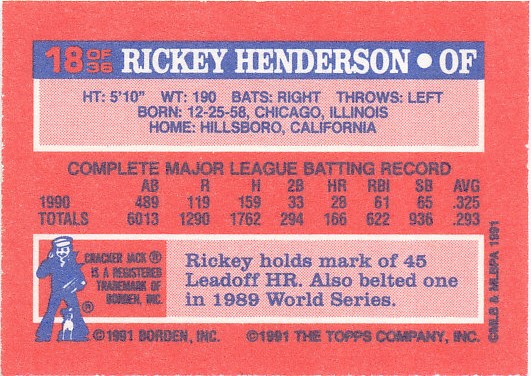 18 OF 36 RICKEY HENDERSON • OF
HT: 5'10" WT: 190 BATS: RIGHT THROWS: LEFT
BORN: 12-25-58, CHICAGO, ILLINOIS
HOME: HILLSBORO, CALIFORNIA
COMPLETE MAJOR LEAGUE BATTING RECORD
AB R H 2B HR RBI SB AVG
1990 489 119 159 33 28 61 65 .325
TOTALS 6013 1290 1762 294 166 622 936 .293
CRACKER JACK ®
IS A REGISTERED
TRADEMARK OF
BORDEN, INC.
®
Rickey holds mark of 45
Leadoff HR. Also belted one
in 1989 World Series.
©MLB & MLBPA 1991
©1991 BORDEN, INC. ©1991 THE TOPPS COMPANY, INC.